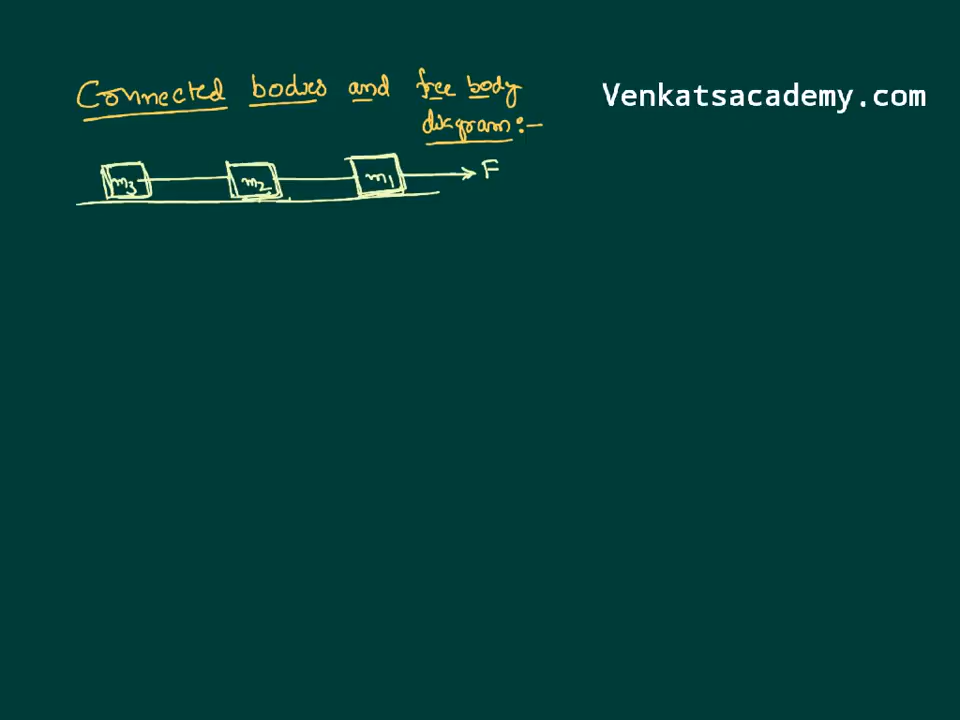 Connected bodies and free body
diagram:-
Venkatsacademy.com
m3 m2 m1 F